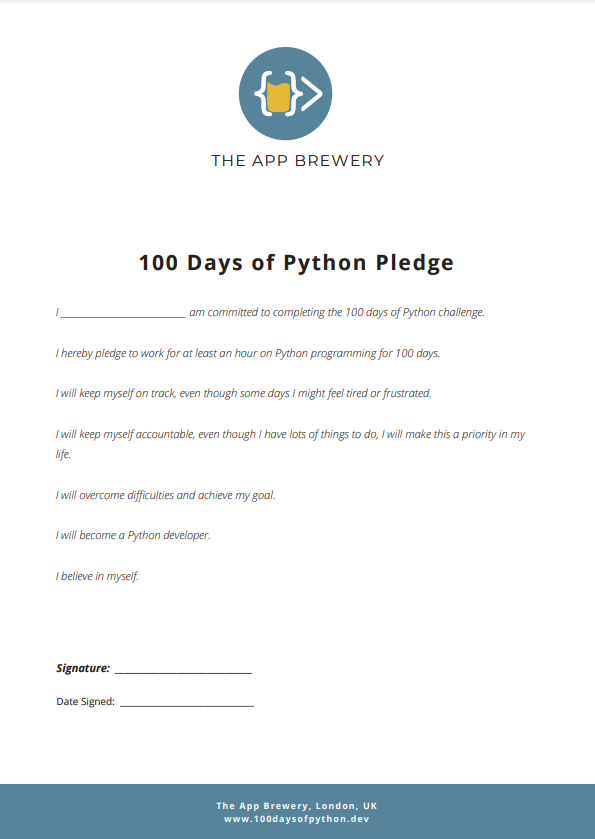 THE APP BREWERY
100 Days of Python Pledge
I ______________________ am committed to completing the 100 days of Python challenge.
I hereby pledge to work for at least an hour on Python programming for 100 days.
I will keep myself on track, even though some days I might feel tired or frustrated.
I will keep myself accountable, even though I have lots of things to do, I will make this a priority in my
life.
I will overcome difficulties and achieve my goal.
I will become a Python developer.
I believe in myself.
Signature: ________________________
Date Signed: ________________________
The App Brewery, London, UK
www.100daysofpython.dev